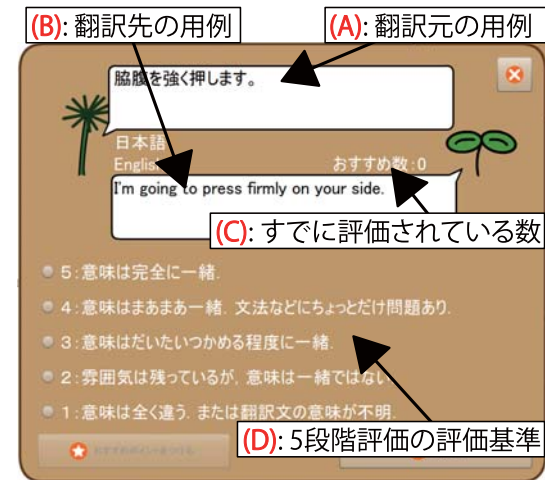 (B): 翻訳先の用例
(A): 翻訳元の用例
脇腹を強く押します。
日本語
English
おすすめ数:0
I'm going to press firmly on your side.
(C): すでに評価されている数
5:意味は完全に一緒.
4:意味はまあまあ一緒. 文法などにちょっとだけ問題あり.
3:意味はだいたいつかめる程度に一緒.
2:雰囲気は残っているが, 意味は一緒ではない
1:意味は全く違う. または翻訳文の意味が不明.
(D): 5段階評価の評価基準